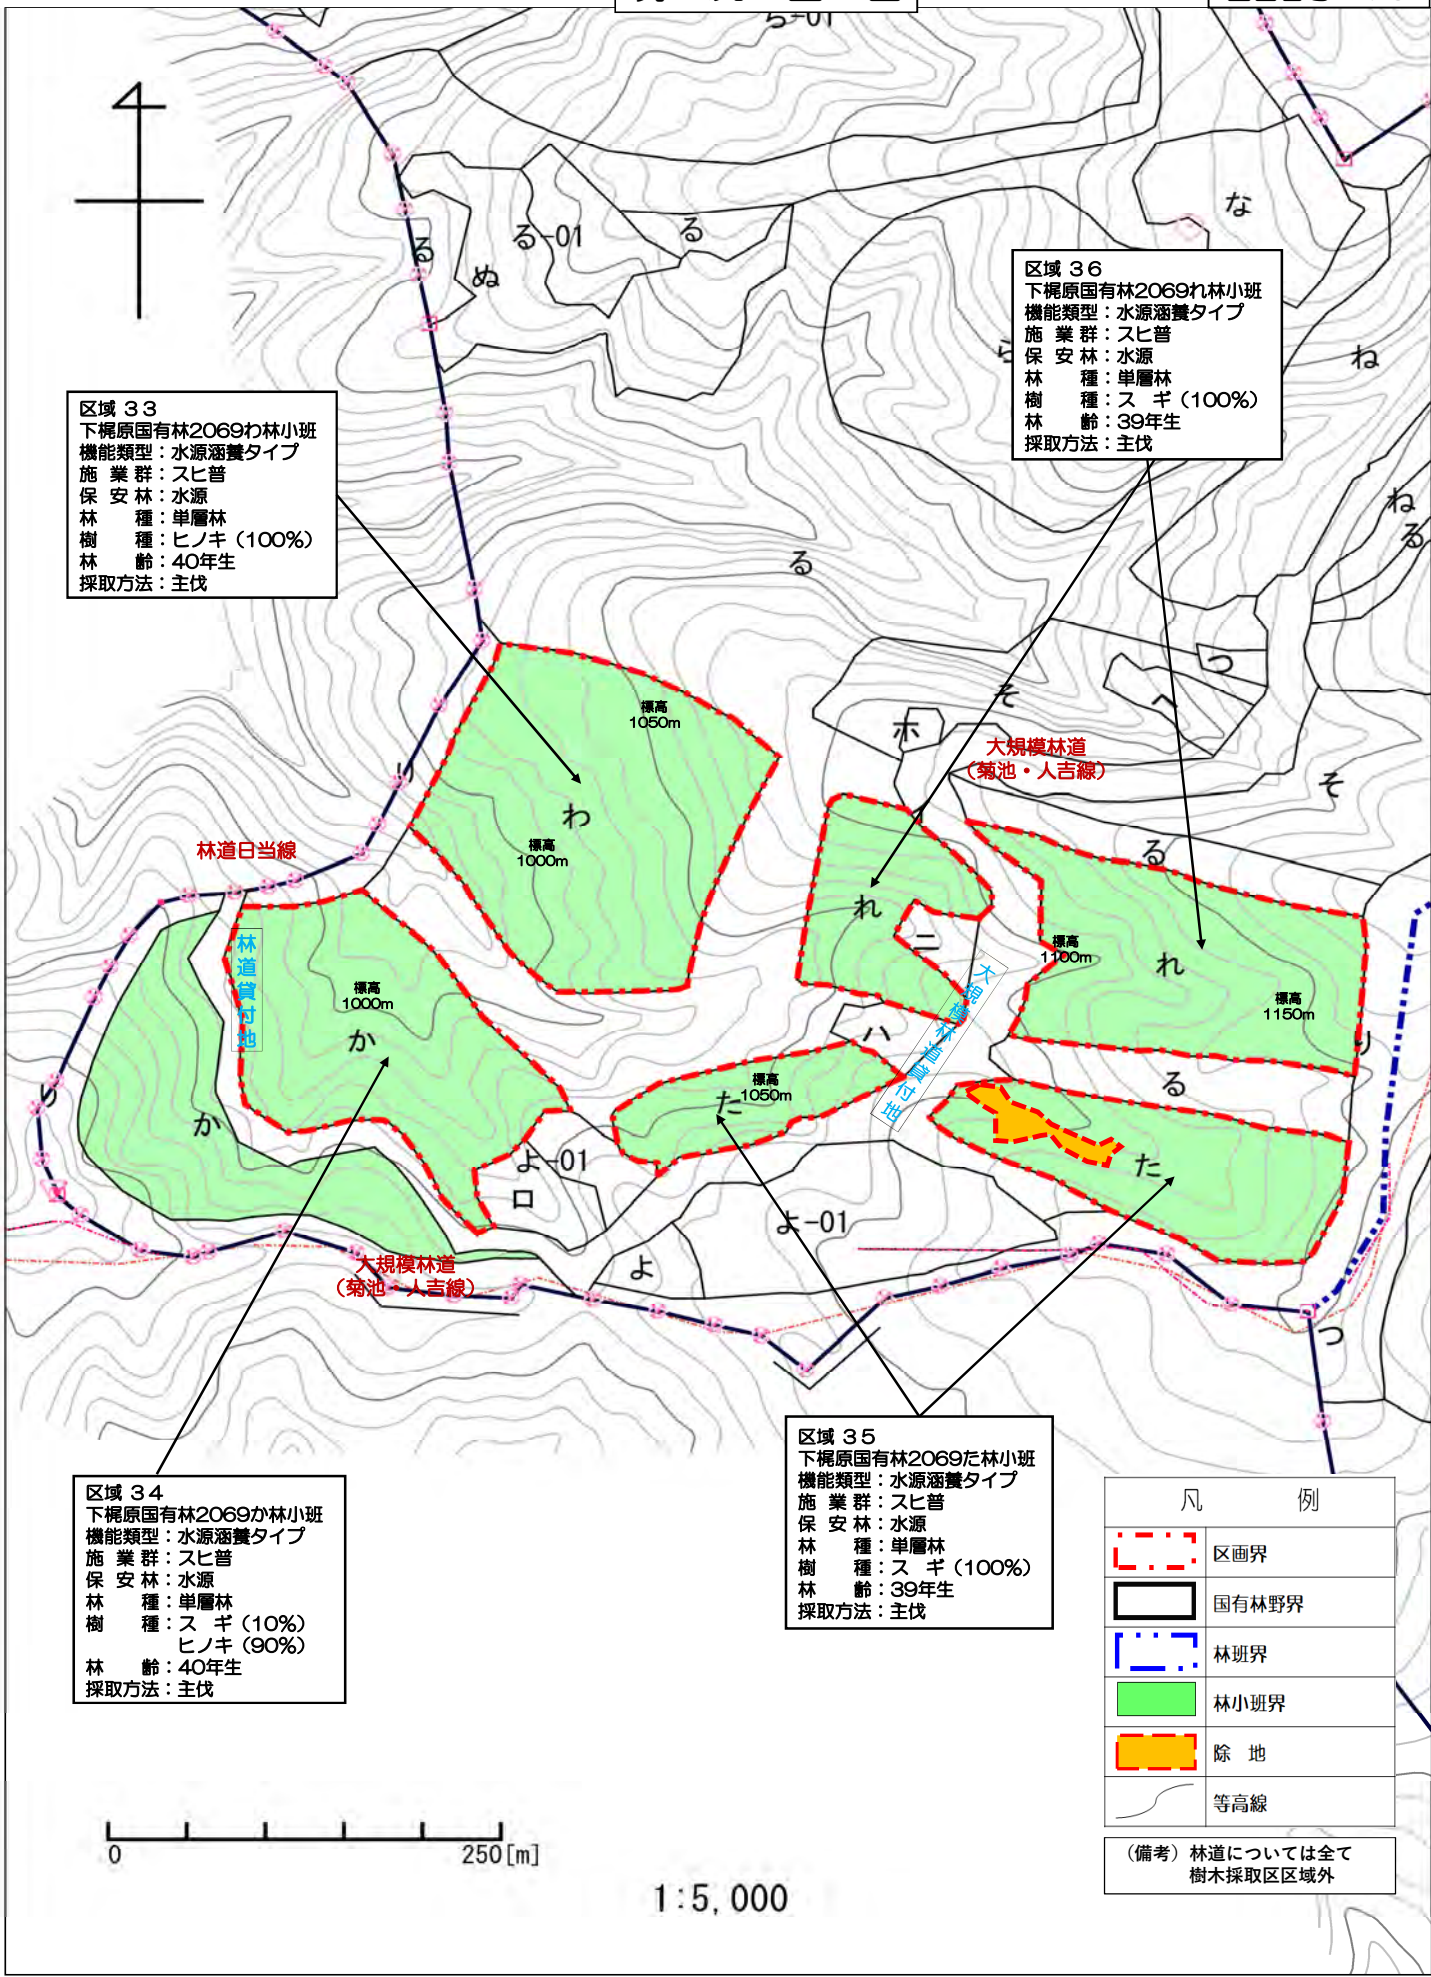 ら-01
な
る-01
る
る
ぬ
区域 36
下梶原国有林2069れ林小班
機能類型：水源涵養タイプ
施業群：スヒ普
保安林：水源
林　種：単層林
樹　種：ス ギ（100%）
林　齢：39年生
採取方法：主伐
ら
ね
区域 33
下梶原国有林2069わ林小班
機能類型：水源涵養タイプ
施業群：スヒ普
保安林：水源
林　種：単層林
樹　種：ヒノキ（100%）
林　齢：40年生
採取方法：主伐
ね
る
る
つ
そ
へ
標高
1050m
ホ
大規模林道
（菊池・人吉線）
り
そ
わ
イ
標高
1000m
林道日当線
る
れ
ニ
標高
1100m
れ
林道貸付地
標高
1000m
大規模林道貸付地
標高
1150m
か
ハ
り
標高
1050m
た
る
り
か
よ-01
ロ
た
よ-01
よ
大規模林道
（菊池・人吉線）
つ
区域 35
下梶原国有林2069た林小班
機能類型：水源涵養タイプ
施業群：スヒ普
保安林：水源
林　種：単層林
樹　種：ス ギ（100%）
林　齢：39年生
採取方法：主伐
区域 34
下梶原国有林2069か林小班
機能類型：水源涵養タイプ
施業群：スヒ普
保安林：水源
林　種：単層林
樹　種：ス ギ（10%）
ヒノキ（90%）
林　齢：40年生
採取方法：主伐
凡　例
区画界
国有林野界
林班界
林小班界
除 地
等高線
（備考）林道については全て
樹木採取区区域外
0
250[m]
1:5,000